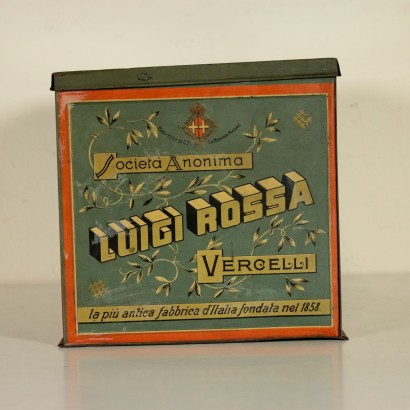 Società Anonima
LUIGI ROSSA
VERCELLI
la più antica fabbrica d'Italia fondata nel 1858